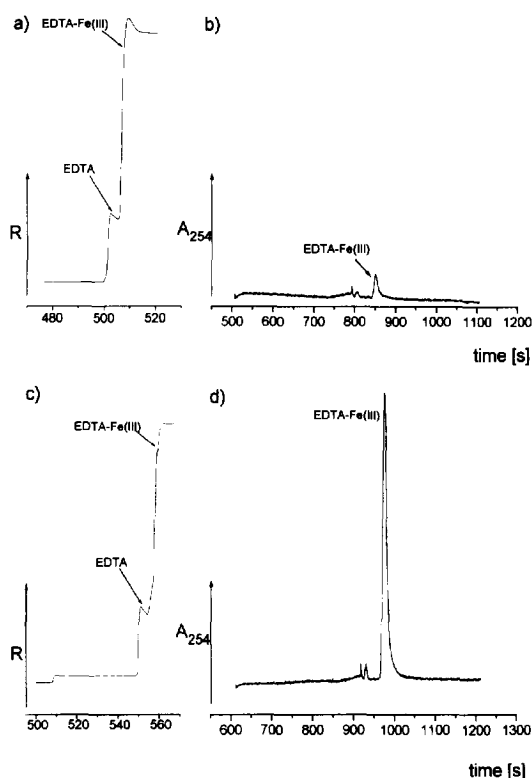 a)
EDTA-Fe(III)
EDTA
R
480 500 520
b)
EDTA-Fe(III)
A254
500 600 700 800 900 1000 1100 1200
time [s]
c)
EDTA-Fe(III)
EDTA
R
500 520 540 560
d)
EDTA-Fe(III)
A254
600 700 800 900 1000 1100 1200 1300
time [s]